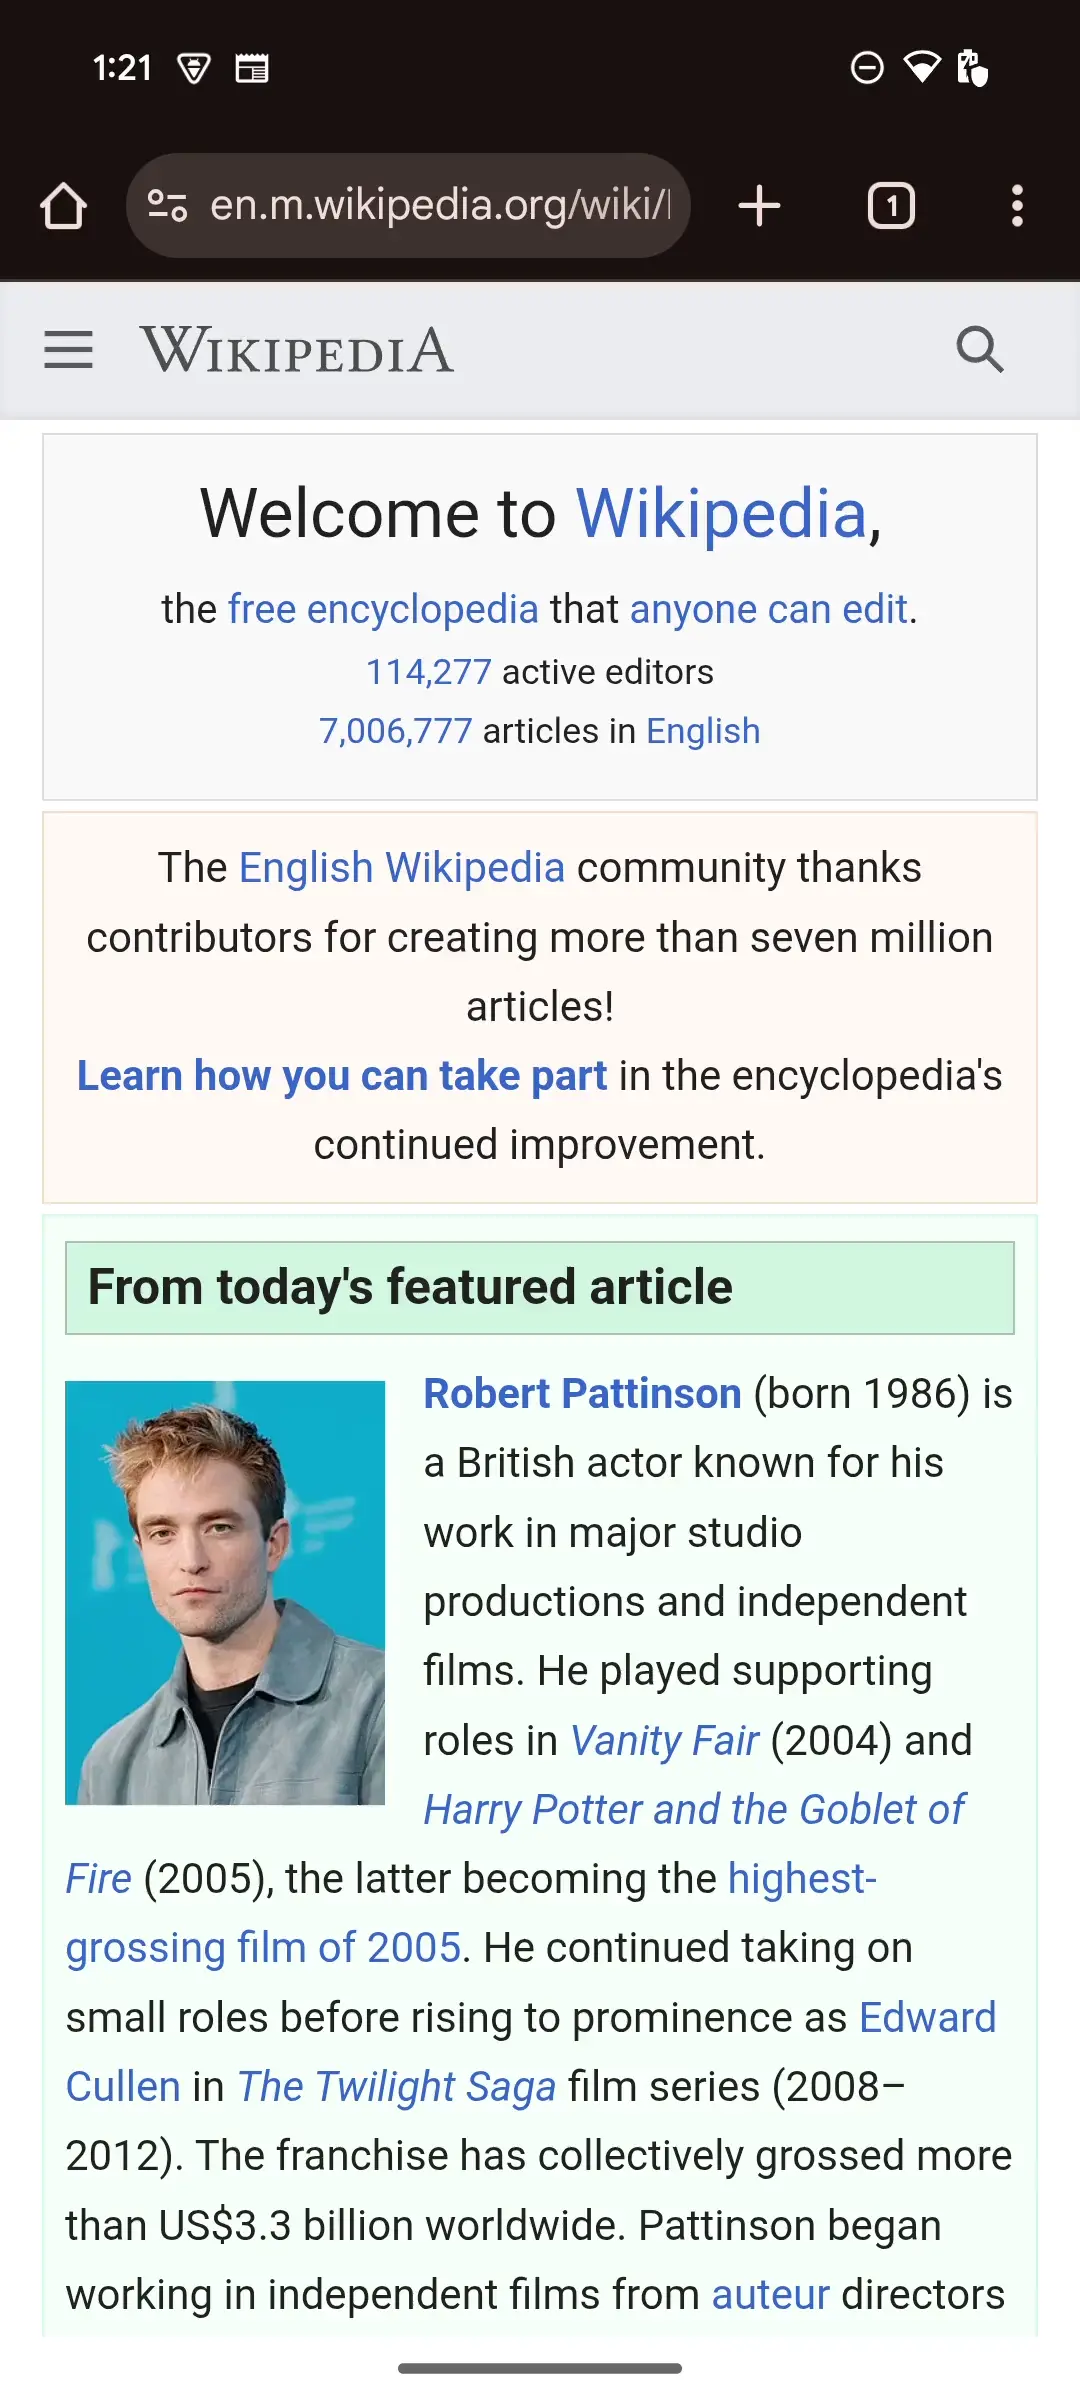 1:21
en.m.wikipedia.org/wiki/
1
WIKIPEDIA
Welcome to Wikipedia,
the free encyclopedia that anyone can edit.
114,277 active editors
7,006,777 articles in English
The English Wikipedia community thanks
contributors for creating more than seven million
articles!
Learn how you can take part in the encyclopedia's
continued improvement.
From today's featured article
Robert Pattinson (born 1986) is
a British actor known for his
work in major studio
productions and independent
films. He played supporting
roles in Vanity Fair (2004) and
Harry Potter and the Goblet of
Fire (2005), the latter becoming the highest-
grossing film of 2005. He continued taking on
small roles before rising to prominence as Edward
Cullen in The Twilight Saga film series (2008–
2012). The franchise has collectively grossed more
than US$3.3 billion worldwide. Pattinson began
working in independent films from auteur directors